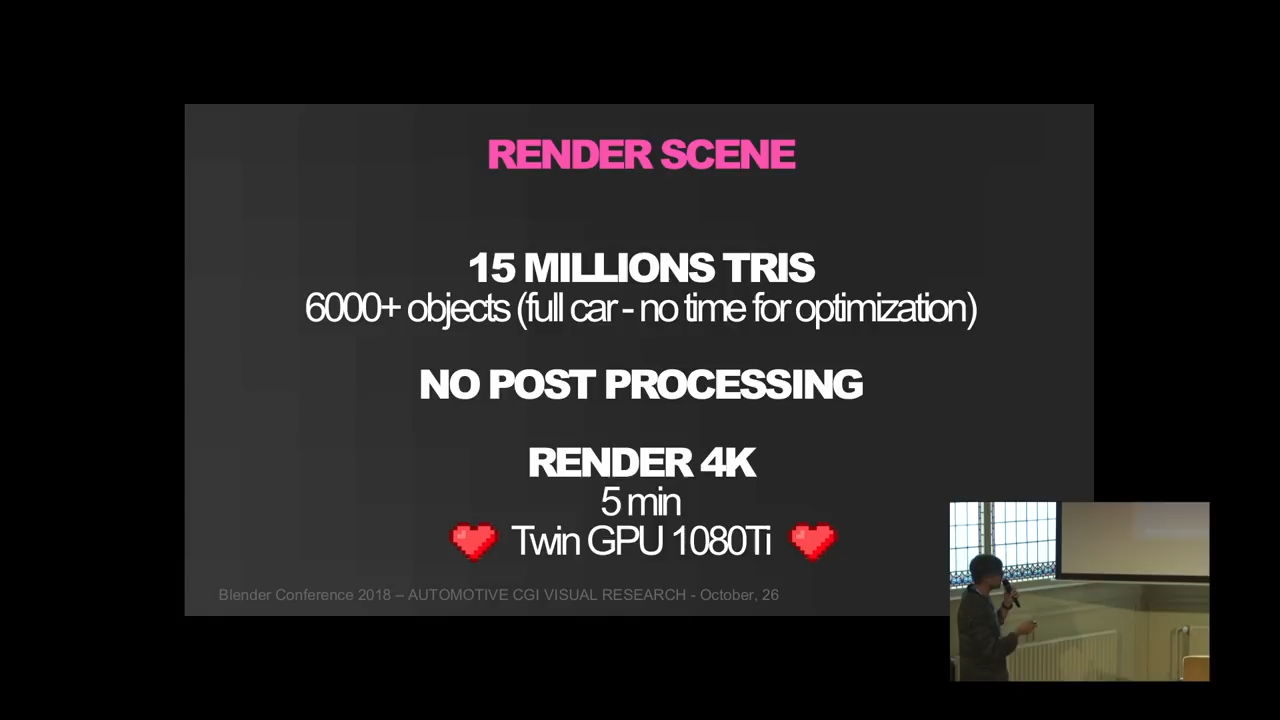 RENDER SCENE
15 MILLIONS TRIS
6000+ objects (full car - no time for optimization)
NO POST PROCESSING
RENDER 4K
5 min
Twin GPU 1080Ti
Blender Conference 2018 – AUTOMOTIVE CGI VISUAL RESEARCH - October, 26